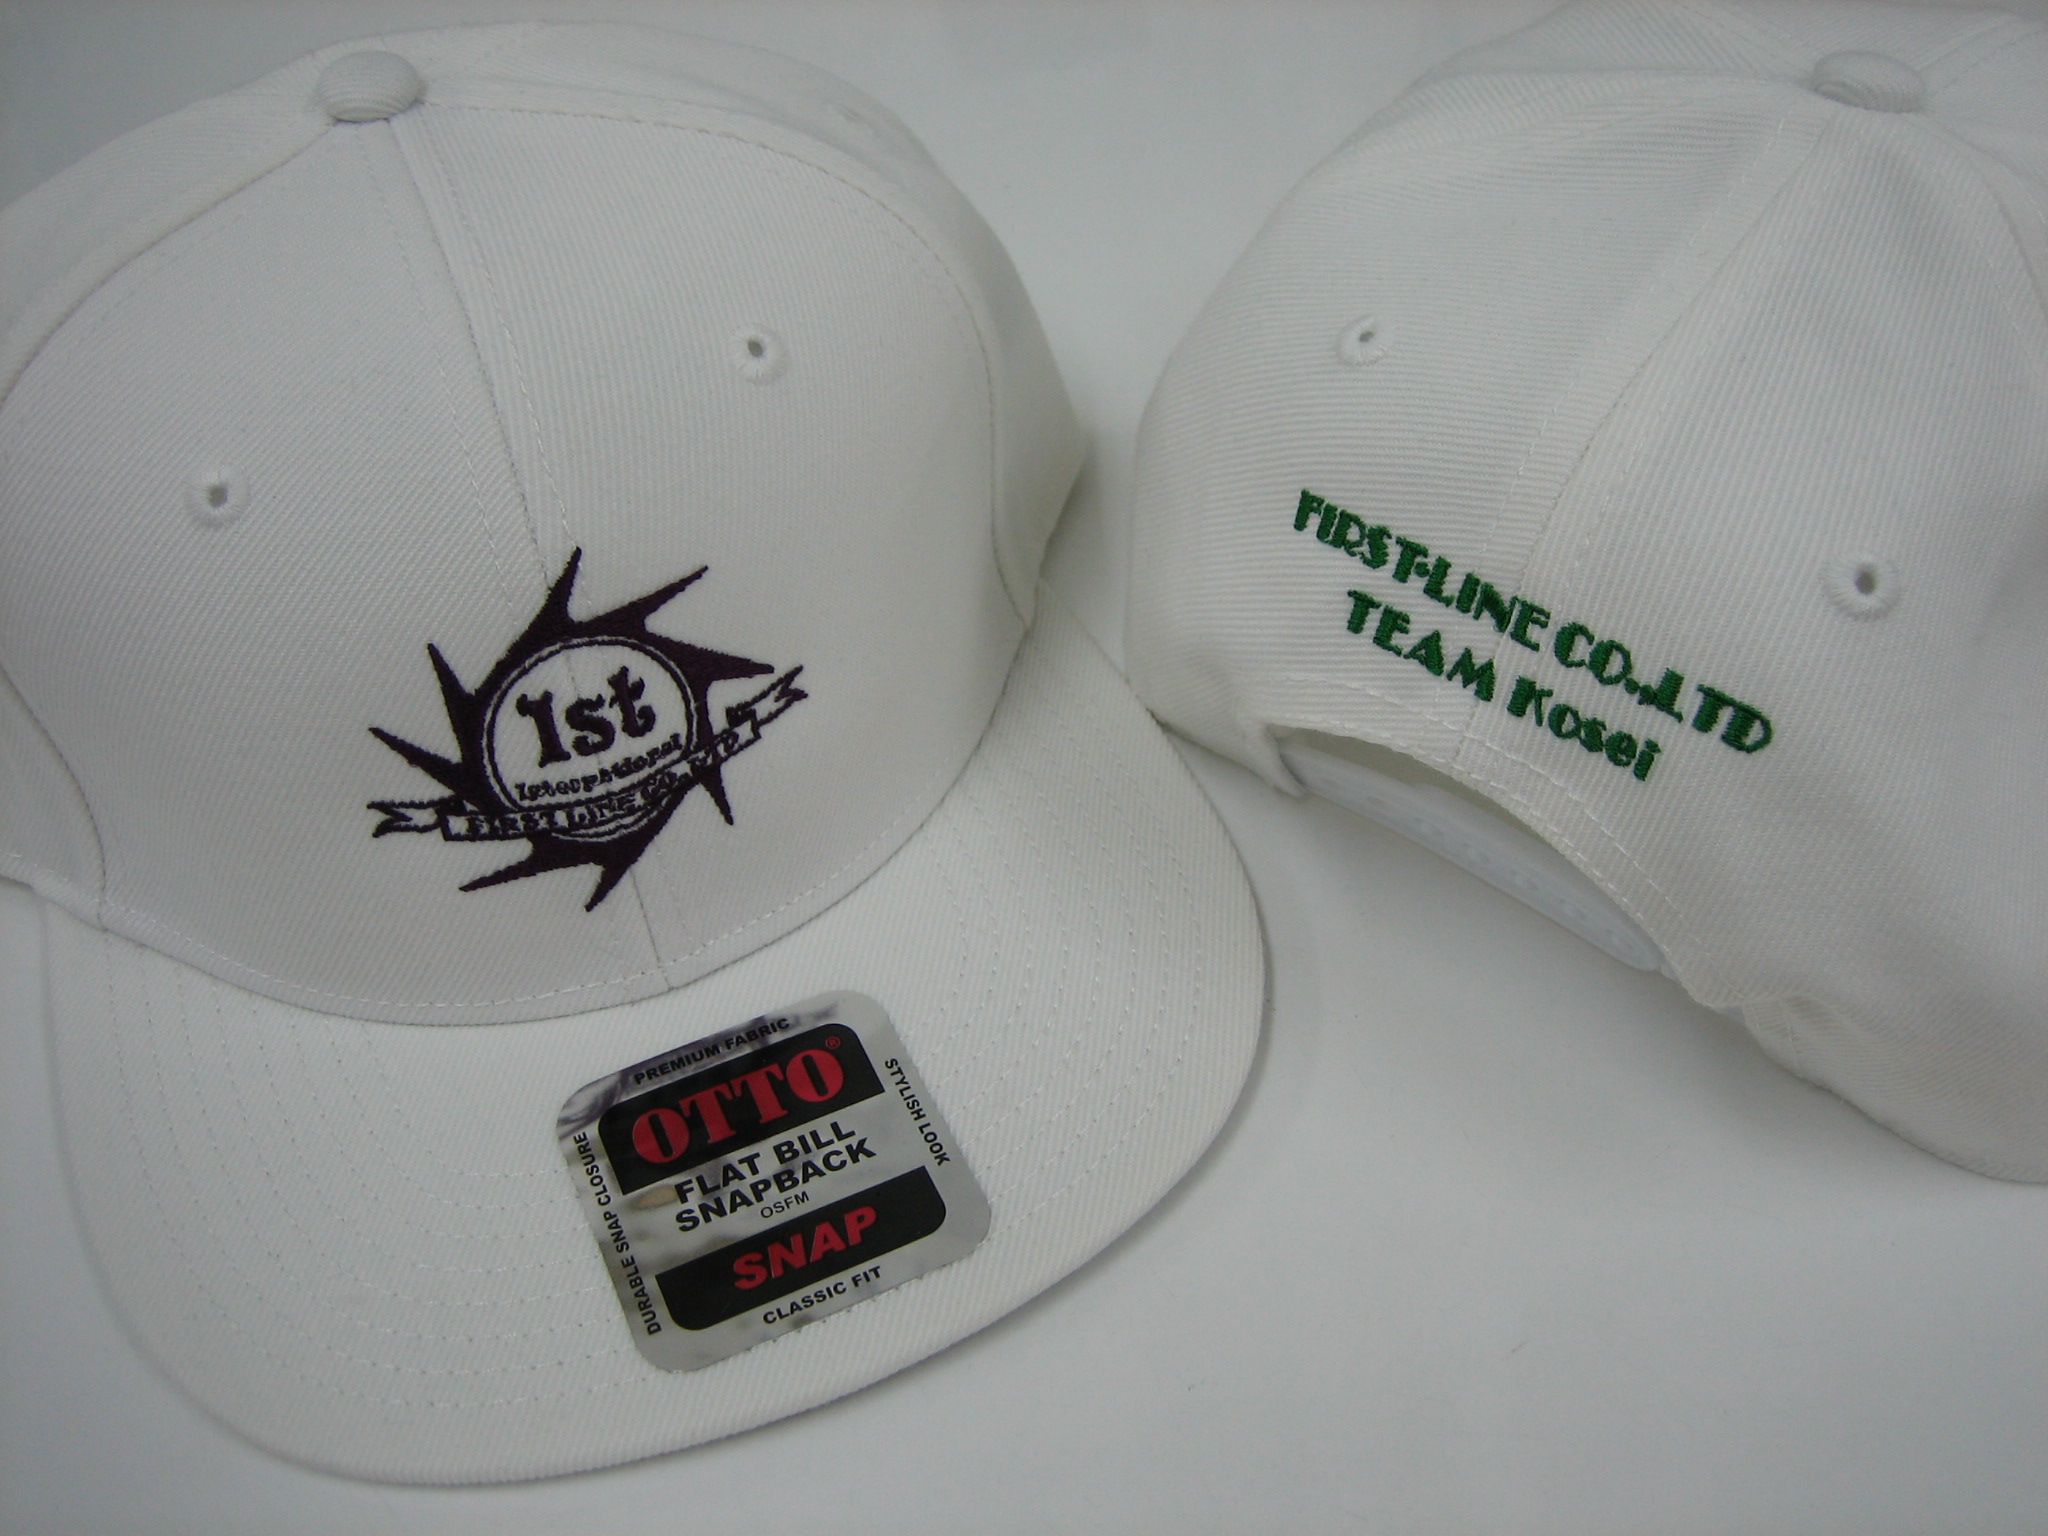 1st
International
FIRST LINE CO.,LTD
PREMIUM FABRIC
OTTO®
FLAT BILL
SNAPBACK
OSFM
SNAP
CLASSIC FIT
DURABLE SNAP CLOSURE
STYLISH LOOK
FIRST-LINE CO.,LTD
TEAM Kosei